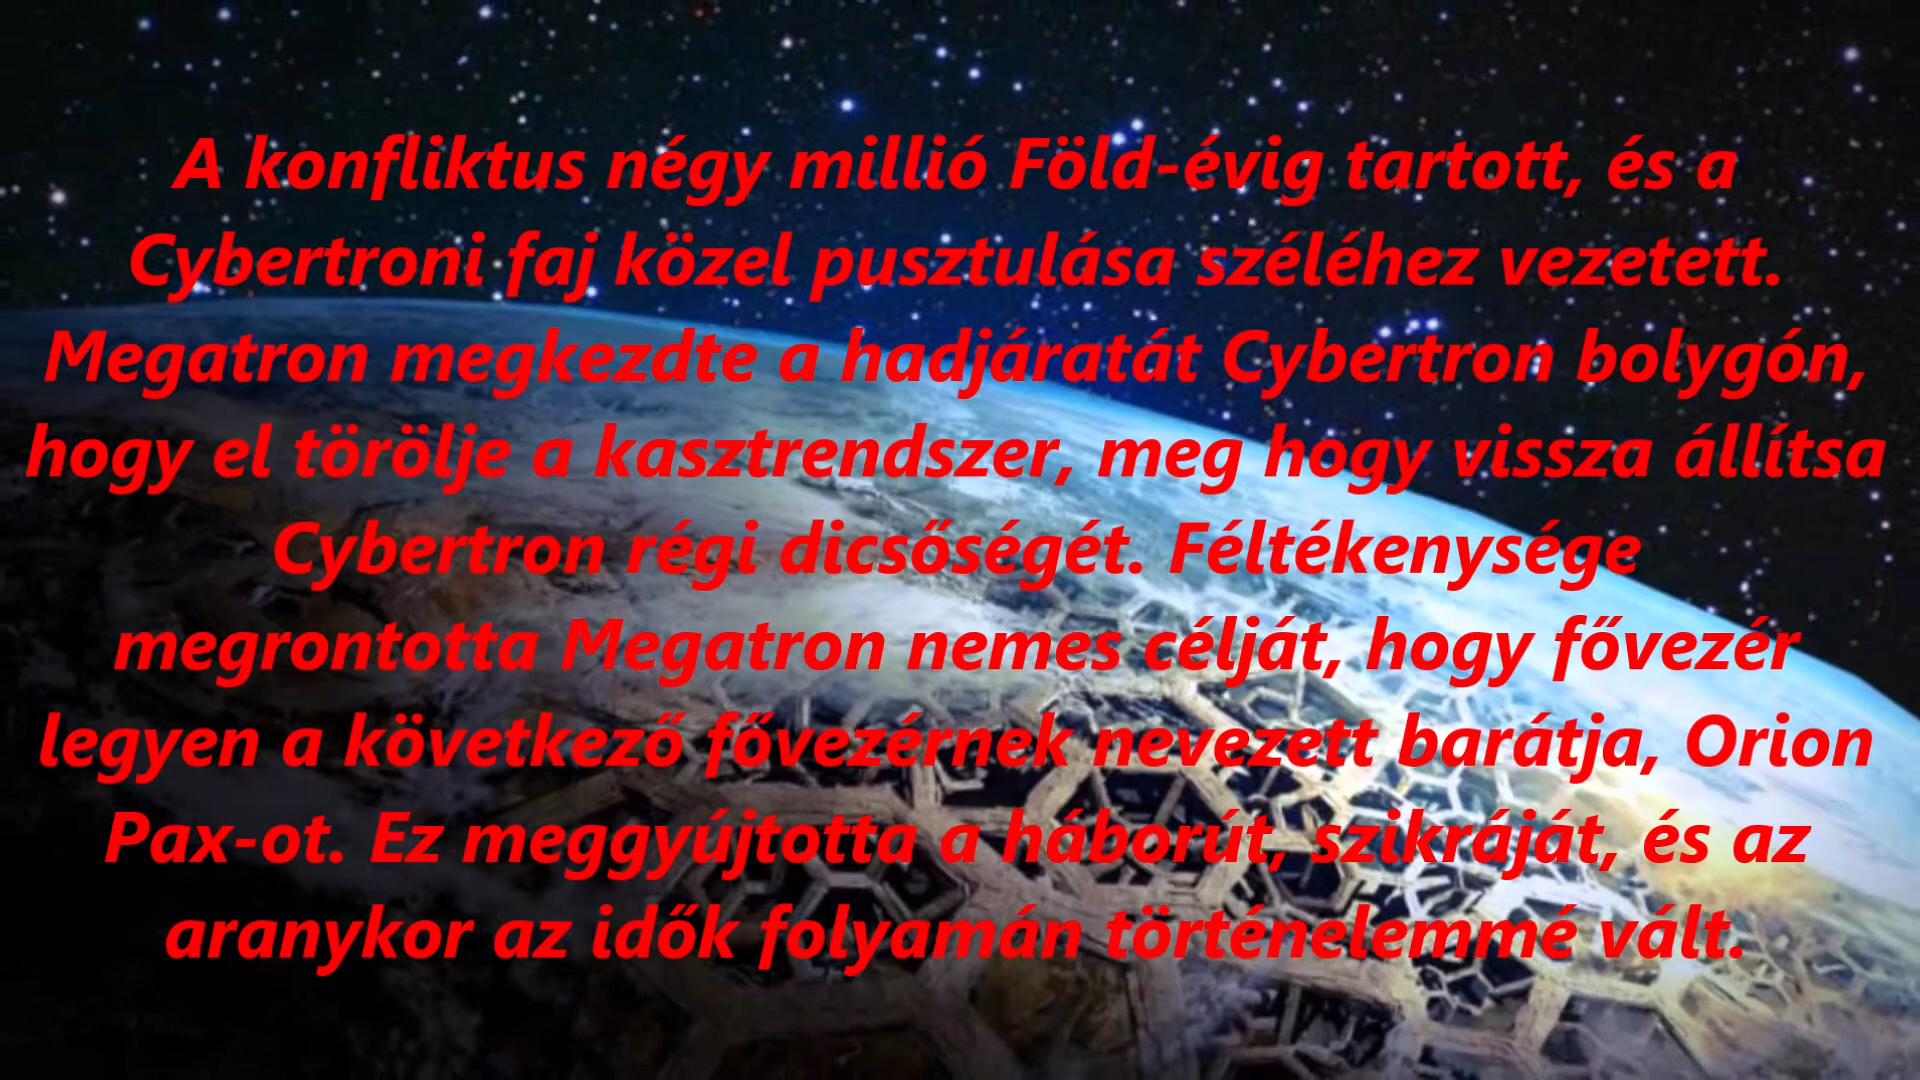 A konfliktus négy millió Föld-évig tartott, és a
Cybertroni faj közel pusztulása széléhez vezetett.
Megatron megkezdte a hadjáratát Cybertron bolygón,
hogy el törölje a kasztrendszer, meg hogy vissza állítsa
Cybertron régi dicsőségét. Féltékenysége
megrontotta Megatron nemes célját, hogy fővezér
legyen a következő fővezérnek nevezett barátja, Orion
Pax-ot. Ez meggyújtotta a háborút, szikráját, és az
aranykor az idők folyamán történelemmé vált.